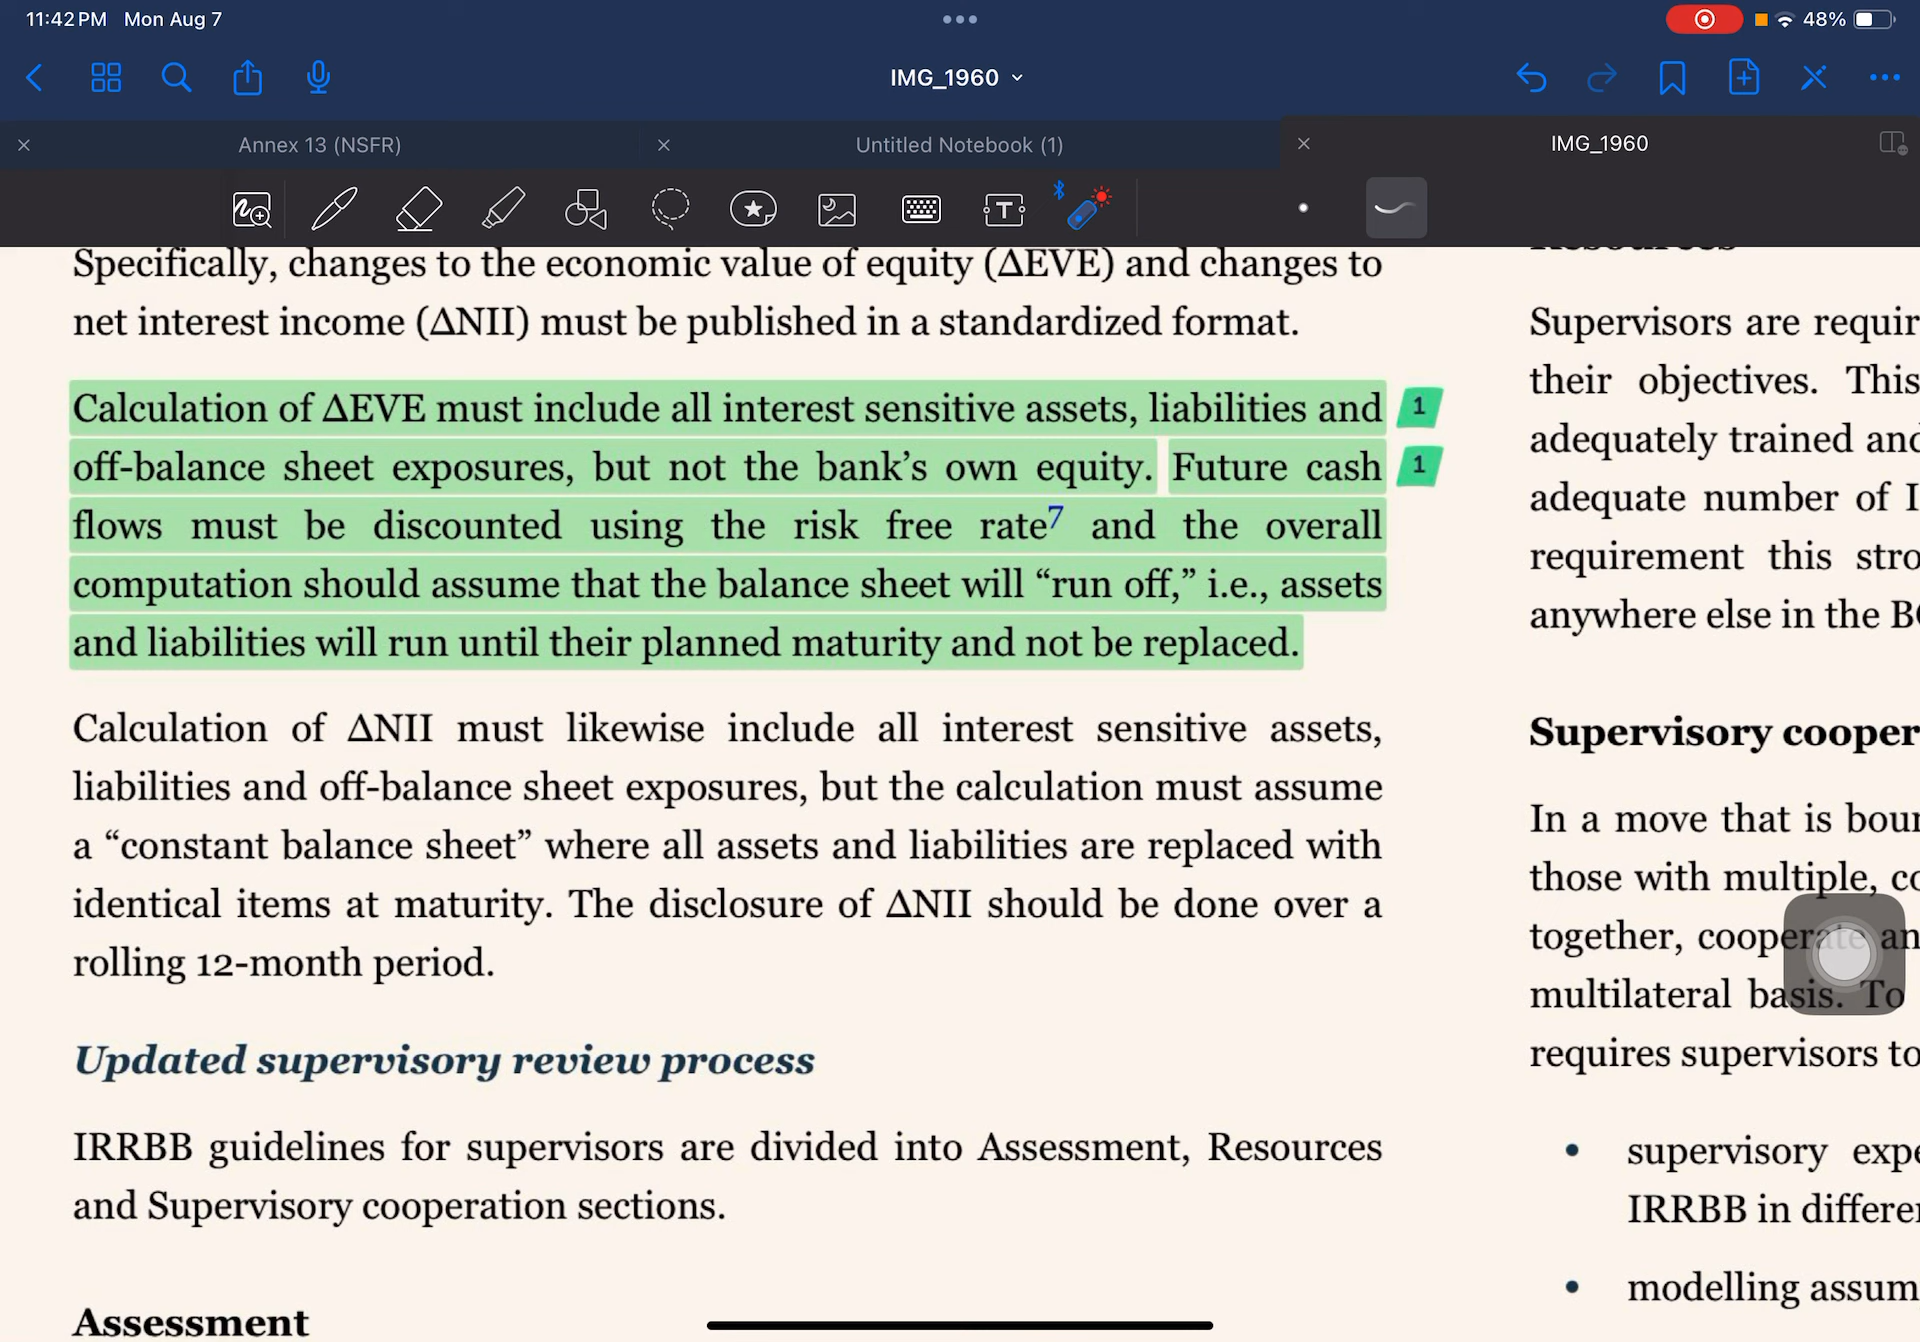 11:42 PM Mon Aug 7
48%
IMG_1960
Annex 13 (NSFR)
Untitled Notebook (1)
IMG_1960
Specifically, changes to the economic value of equity (ΔEVE) and changes to
net interest income (ΔNII) must be published in a standardized format.
Calculation of ΔEVE must include all interest sensitive assets, liabilities and 1
off-balance sheet exposures, but not the bank’s own equity. Future cash 1
flows must be discounted using the risk free rate7 and the overall
computation should assume that the balance sheet will “run off,” i.e., assets
and liabilities will run until their planned maturity and not be replaced.
Calculation of ΔNII must likewise include all interest sensitive assets,
liabilities and off-balance sheet exposures, but the calculation must assume
a “constant balance sheet” where all assets and liabilities are replaced with
identical items at maturity. The disclosure of ΔNII should be done over a
rolling 12-month period.
Updated supervisory review process
IRRBB guidelines for supervisors are divided into Assessment, Resources
and Supervisory cooperation sections.
Assessment
Supervisors are requir
their objectives. This
adequately trained and
adequate number of I
requirement this stro
anywhere else in the B
Supervisory cooper
In a move that is bour
those with multiple, co
together, cooperate an
multilateral basis. To
requires supervisors to
• supervisory expe
IRRBB in differe
• modelling assum